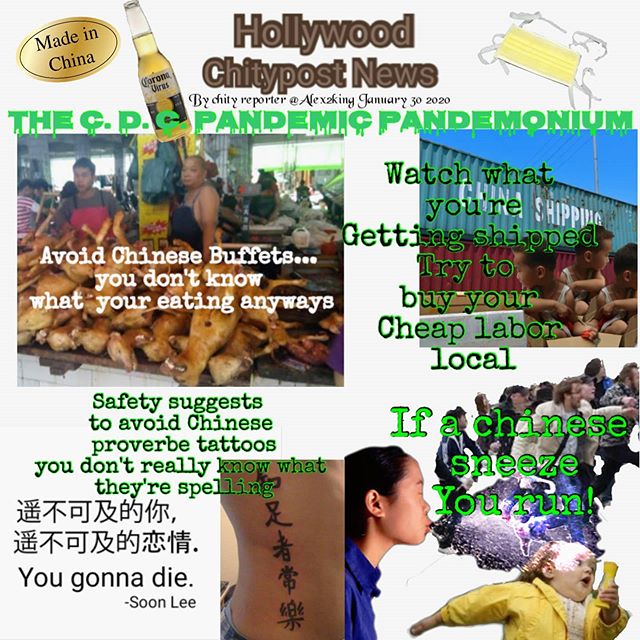 Made in
China
Corona
Virus
Hollywood
Chitypost News
By chity reporter @Alex2king January 30 2020
THE C. D. C. PANDEMIC PANDEMONIUM
Avoid Chinese Buffets...
you don't know
what your eating anyways
CHINA SHIPPING
Watch what
you're
Getting shipped
Try to
buy your
Cheap labor
local
Safety suggests
to avoid Chinese
proverbe tattoos
you don't really know what
they're spelling
遥不可及的你,
遥不可及的恋情.
You gonna die.
-Soon Lee
足者常樂
If a chinese
sneeze
You run!